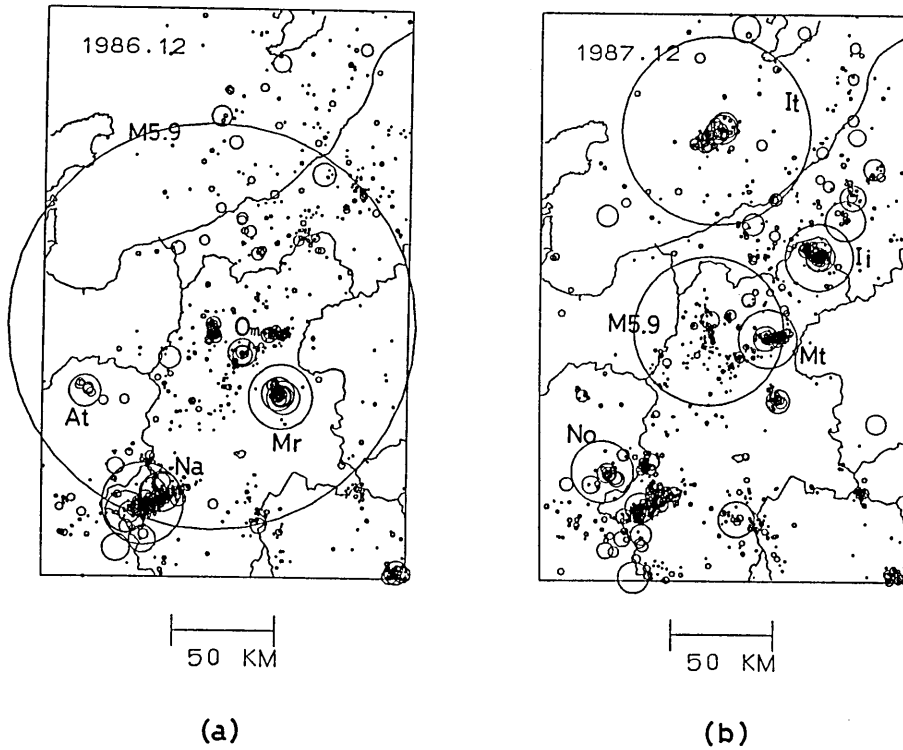 1986.12
M5.9
Om
At
Mr
Na
50 KM
(a)
1987.12
It
Ii
M5.9
Mt
No
50 KM
(b)